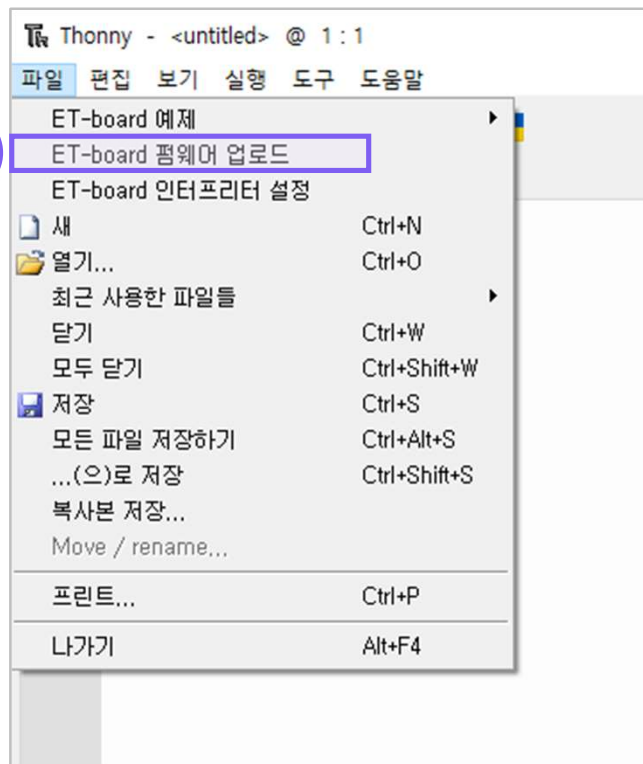 Thonny - <untitled> @ 1 : 1
파일 편집 보기 실행 도구 도움말
ET-board 예제
ET-board 펌웨어 업로드
ET-board 인터프리터 설정
새 Ctrl+N
열기... Ctrl+O
최근 사용한 파일들
닫기 Ctrl+W
모두 닫기 Ctrl+Shift+W
저장 Ctrl+S
모든 파일 저장하기 Ctrl+Alt+S
...(으)로 저장 Ctrl+Shift+S
복사본 저장...
Move / rename...
프린트... Ctrl+P
나가기 Alt+F4